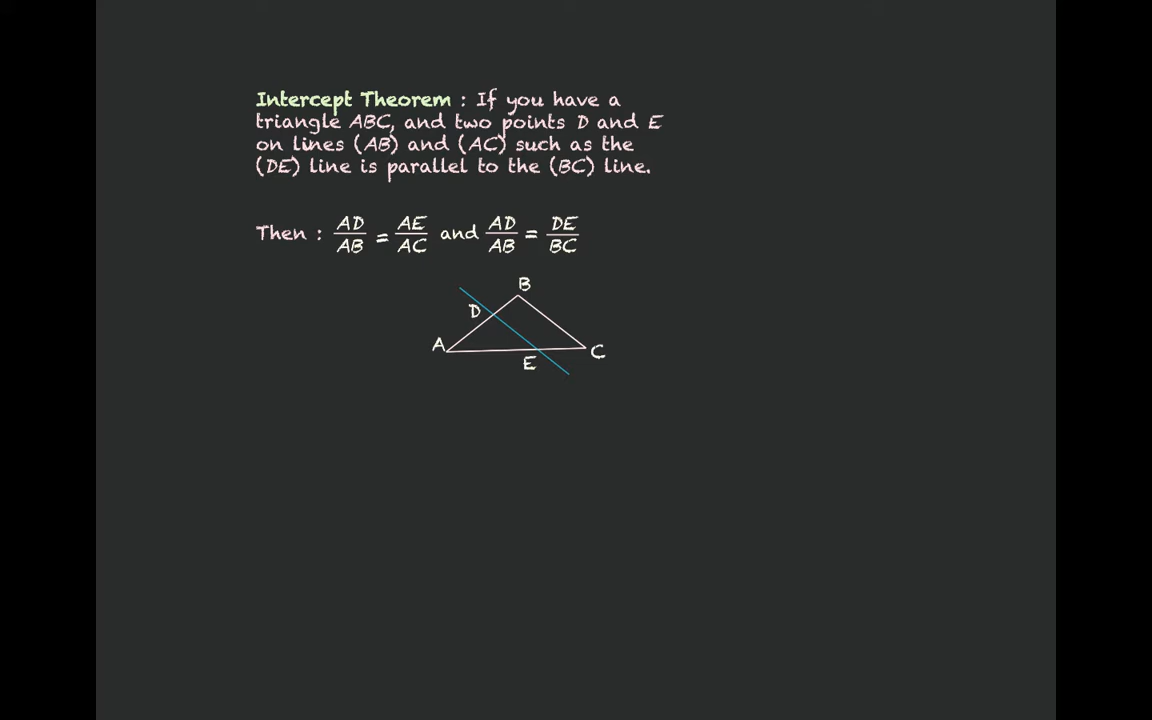 Intercept Theorem : If you have a
triangle ABC, and two points D and E
on lines (AB) and (AC) such as the
(DE) line is parallel to the (BC) line.
Then : AD/AB = AE/AC and AD/AB = DE/BC
B
D
A
C
E